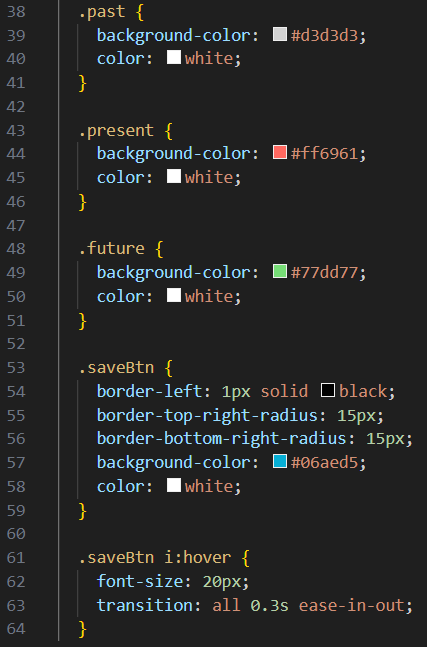 38 .past {
39 background-color: #d3d3d3;
40 color: white;
41 }
42
43 .present {
44 background-color: #ff6961;
45 color: white;
46 }
47
48 .future {
49 background-color: #77dd77;
50 color: white;
51 }
52
53 .saveBtn {
54 border-left: 1px solid black;
55 border-top-right-radius: 15px;
56 border-bottom-right-radius: 15px;
57 background-color: #06aed5;
58 color: white;
59 }
60
61 .saveBtn i:hover {
62 font-size: 20px;
63 transition: all 0.3s ease-in-out;
64 }